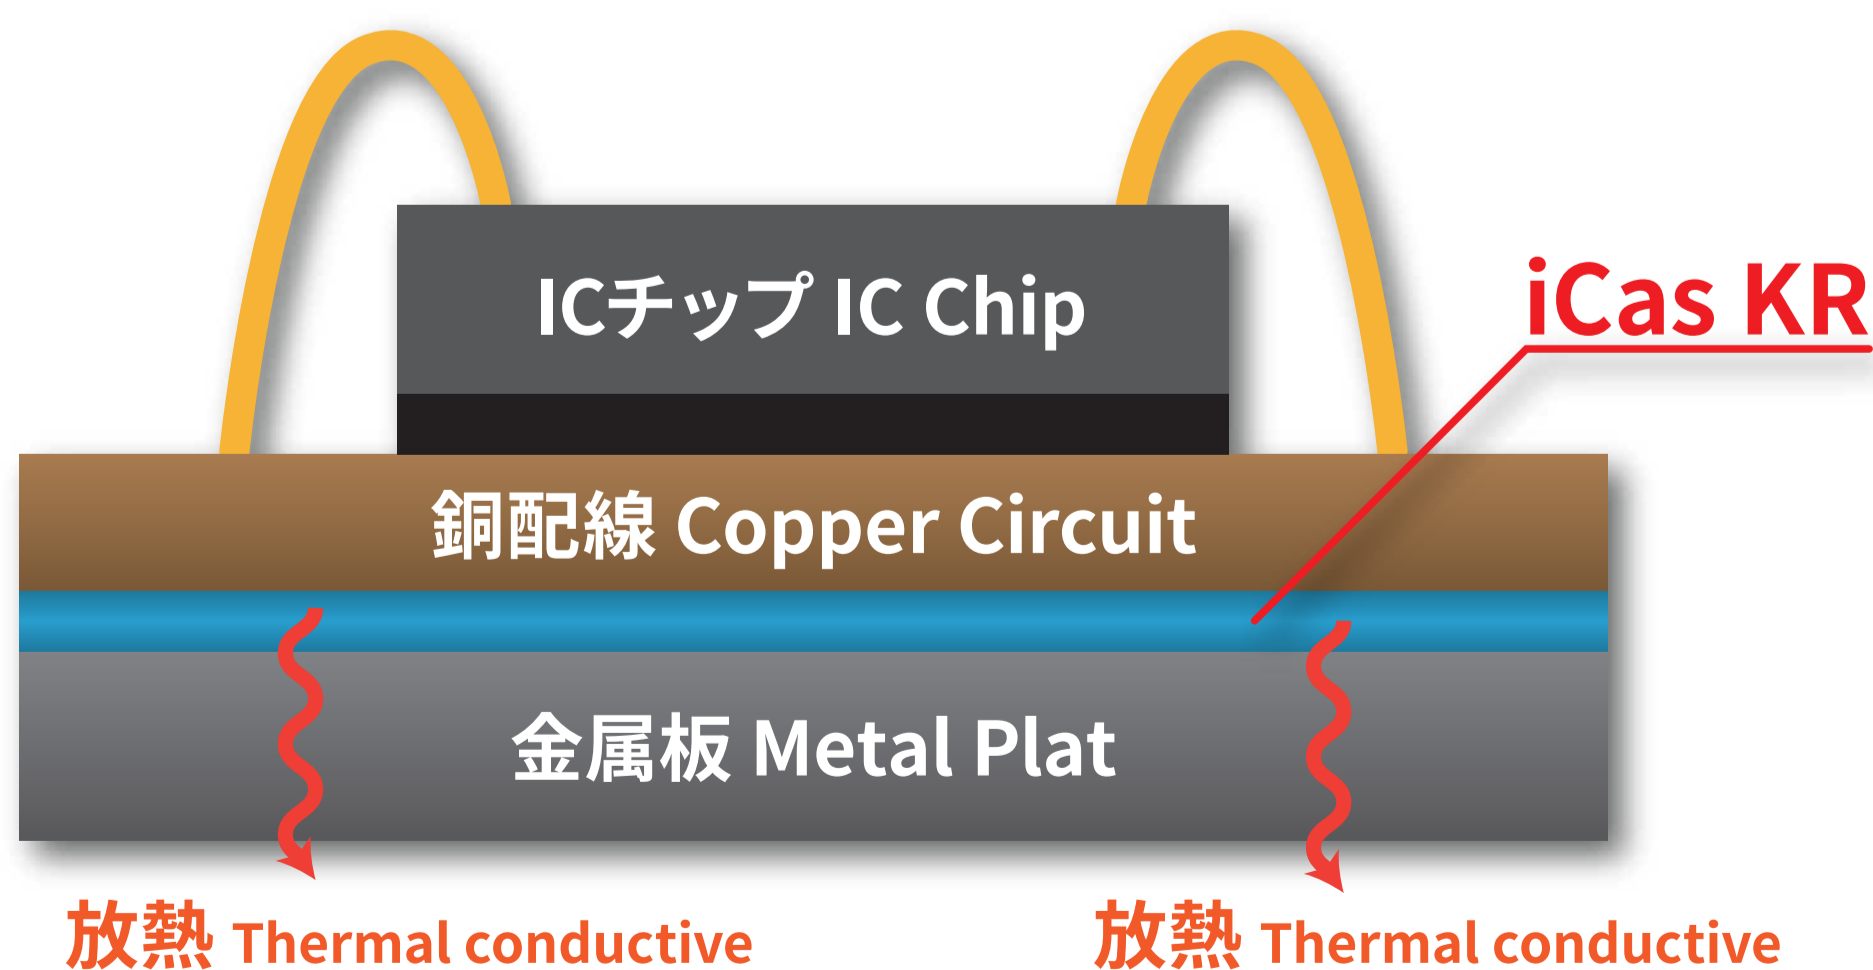 ICチップ IC Chip
iCas KR
銅配線 Copper Circuit
金属板 Metal Plat
放熱 Thermal conductive
放熱 Thermal conductive